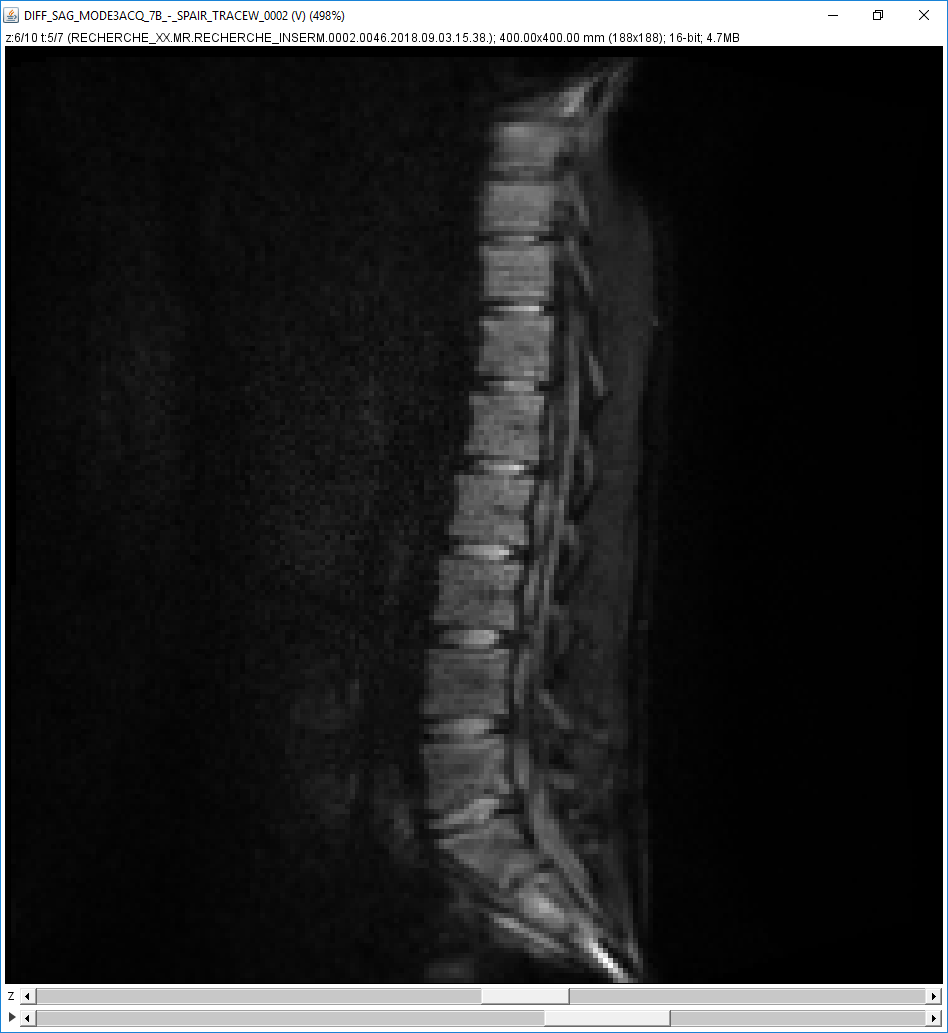 DIFF_SAG_MODE3ACQ_7B_-_SPAIR_TRACEW_0002 (V) (498%)
z:6/10 t:5/7 (RECHERCHE_XX.MR.RECHERCHE_INSERM.0002.0046.2018.09.03.15.38.); 400.00x400.00 mm (188x188); 16-bit; 4.7MB
Z